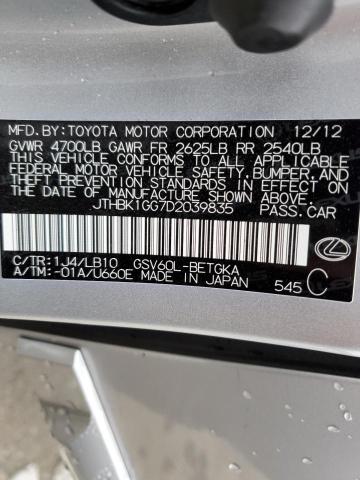 MFD.BY:TOYOTA MOTOR CORPORATION 12/12
GVWR 4700LB GAWR FR 2625LB RR 2540LB
THIS VEHICLE CONFORMS TO ALL APPLICABLE
FEDERAL MOTOR VEHICLE SAFETY,BUMPER,AND
THEFT PREVENTION STANDARDS IN EFFECT ON
THE DATE OF MANUFACTURE SHOWN ABOVE.
JTHBK1GG7D2039835 PASS.CAR
C/TR:1J4/LB10 GSV60L-BETGKA
A/TM:-01A/U660E MADE IN JAPAN 545 C